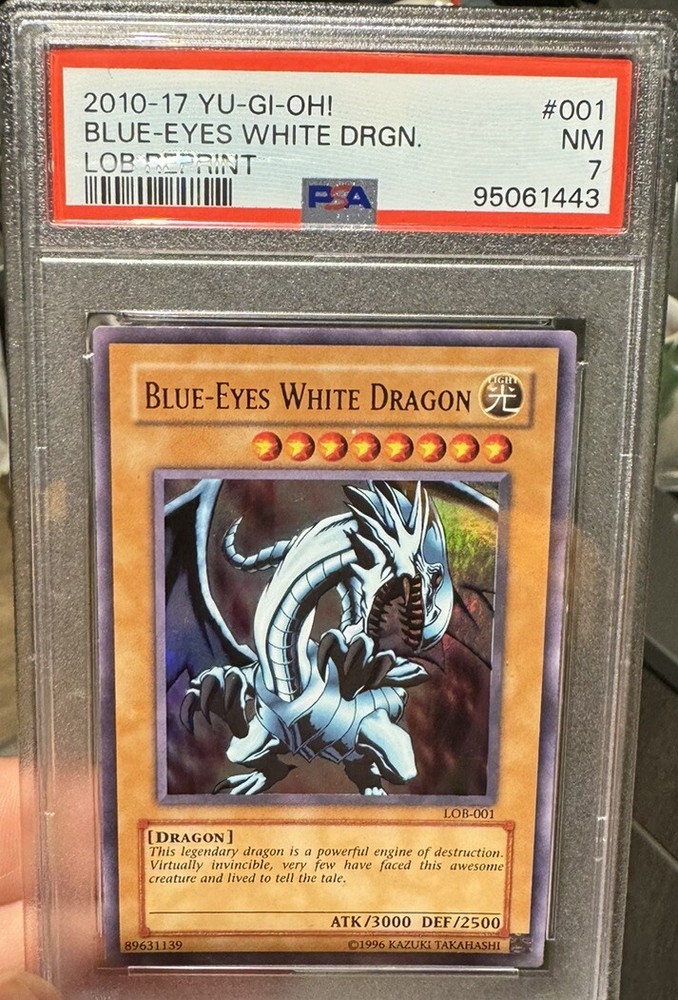 2010-17 YU-GI-OH! #001
BLUE-EYES WHITE DRGN. NM
LOB REPRINT 7
PSA 95061443
BLUE-EYES WHITE DRAGON
LIGHT
光
LOB-001
[DRAGON]
This legendary dragon is a powerful engine of destruction.
Virtually invincible, very few have faced this awesome
creature and lived to tell the tale.
ATK/3000 DEF/2500
89631139 ©1996 KAZUKI TAKAHASHI